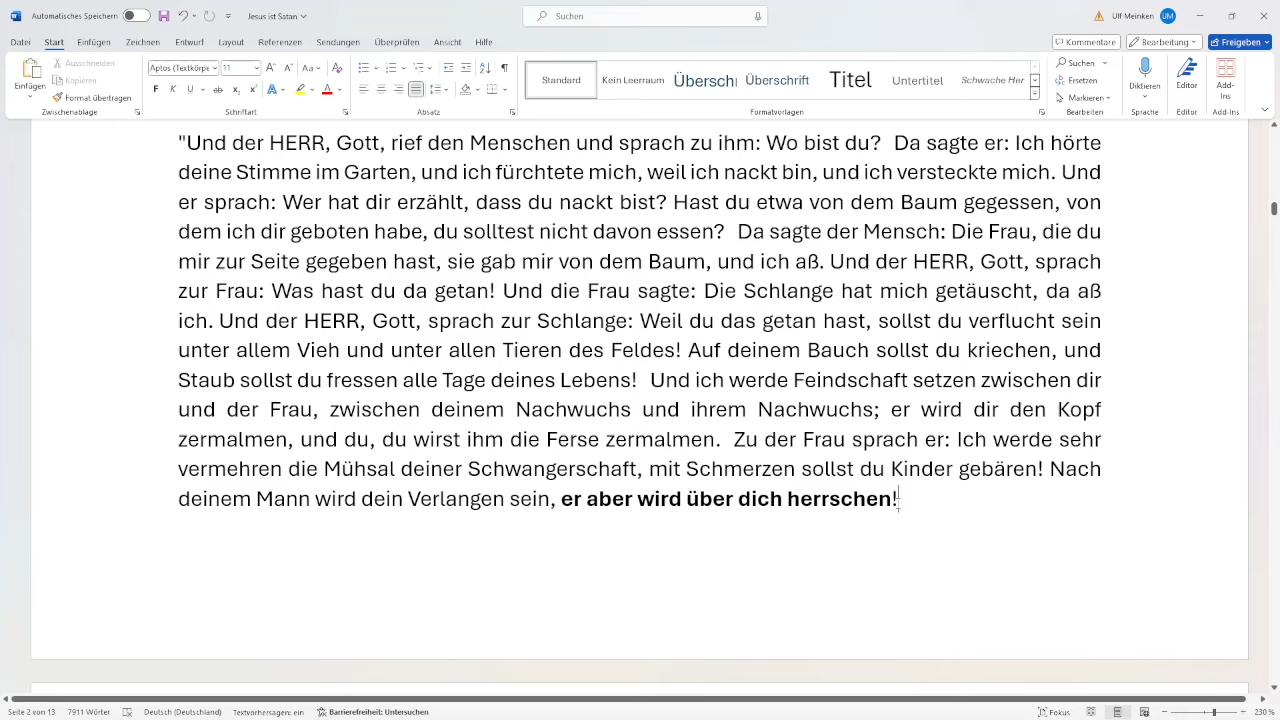 Automatisches Speichern
Jesus ist Satan
Suchen
Ulf Meinken
UM
Datei Start Einfügen Zeichnen Entwurf Layout Referenzen Sendungen Überprüfen Ansicht Hilfe
Kommentare
Bearbeitung
Freigeben
Einfügen
Ausschneiden
Kopieren
Format übertragen
Zwischenablage
Aptos (Textkörpe
11
F K U ab
Schriftart
Absatz
Standard
Kein Leerraum
Überschı
Überschrift
Titel
Untertitel
Schwache Her
Formatvorlagen
Suchen
Ersetzen
Markieren
Bearbeiten
Diktieren
Sprache
Editor
Editor
Add-Ins
Add-Ins
"Und der HERR, Gott, rief den Menschen und sprach zu ihm: Wo bist du? Da sagte er: Ich hörte
deine Stimme im Garten, und ich fürchtete mich, weil ich nackt bin, und ich versteckte mich. Und
er sprach: Wer hat dir erzählt, dass du nackt bist? Hast du etwa von dem Baum gegessen, von
dem ich dir geboten habe, du solltest nicht davon essen? Da sagte der Mensch: Die Frau, die du
mir zur Seite gegeben hast, sie gab mir von dem Baum, und ich aß. Und der HERR, Gott, sprach
zur Frau: Was hast du da getan! Und die Frau sagte: Die Schlange hat mich getäuscht, da aß
ich. Und der HERR, Gott, sprach zur Schlange: Weil du das getan hast, sollst du verflucht sein
unter allem Vieh und unter allen Tieren des Feldes! Auf deinem Bauch sollst du kriechen, und
Staub sollst du fressen alle Tage deines Lebens! Und ich werde Feindschaft setzen zwischen dir
und der Frau, zwischen deinem Nachwuchs und ihrem Nachwuchs; er wird dir den Kopf
zermalmen, und du, du wirst ihm die Ferse zermalmen. Zu der Frau sprach er: Ich werde sehr
vermehren die Mühsal deiner Schwangerschaft, mit Schmerzen sollst du Kinder gebären! Nach
deinem Mann wird dein Verlangen sein, er aber wird über dich herrschen!
Seite 2 von 13 7911 Wörter Deutsch (Deutschland) Textvorhersagen: ein Barrierefreiheit: Untersuchen
Fokus
230 %